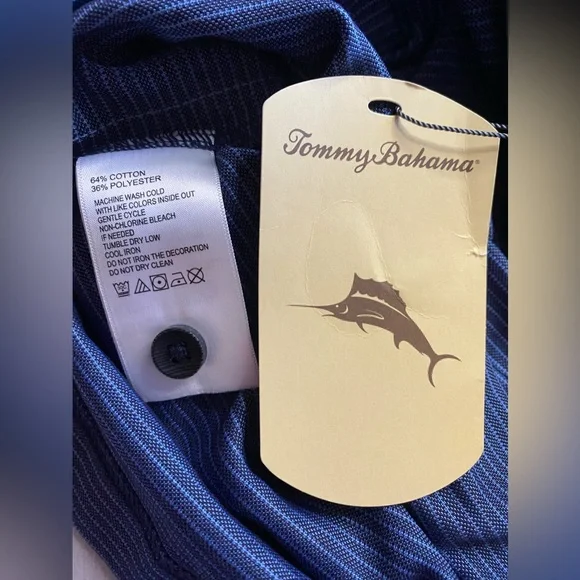 Tommy Bahama®
64% COTTON
36% POLYESTER
MACHINE WASH COLD
WITH LIKE COLORS INSIDE OUT
GENTLE CYCLE
NON-CHLORINE BLEACH
IF NEEDED
TUMBLE DRY LOW
COOL IRON
DO NOT IRON THE DECORATION
DO NOT DRY CLEAN